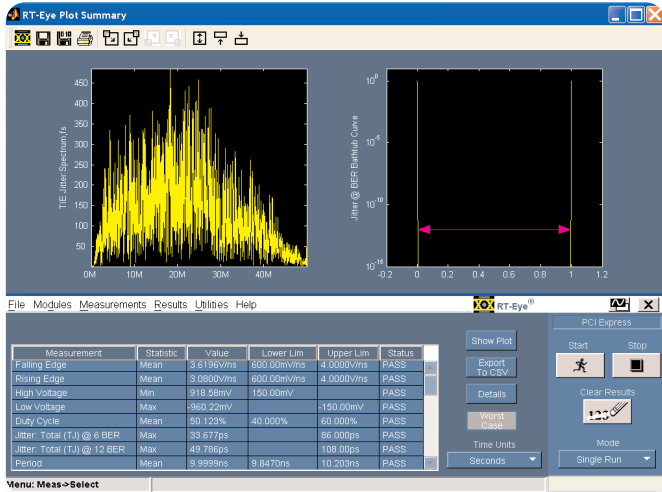 RT-Eye Plot Summary
450
400
350
300
250
200
150
100
50
TIE Jitter:Spectrum,fs
0M 10M 20M 30M 40M
10^0
10^-5
10^-10
10^-15
Jitter @ BER:Bathtub Curve
-0.2 0 0.2 0.4 0.6 0.8 1 1.2
File Modules Measurements Results Utilities Help
RT-Eye®
PCI Express
Measurement Statistic Value Lower Lim Upper Lim Status
Falling Edge Mean 3.6196V/ns 600.00mV/ns 4.0000V/ns PASS
Rising Edge Mean 3.0800V/ns 600.00mV/ns 4.0000V/ns PASS
High Voltage Min 918.58mV 150.00mV PASS
Low Voltage Max -960.22mV -150.00mV PASS
Duty Cycle Mean 50.123% 40.000% 60.000% PASS
Jitter: Total (TJ) @ 6 BER Max 33.677ps 86.000ps PASS
Jitter: Total (TJ) @ 12 BER Max 49.786ps 108.00ps PASS
Period Mean 9.9999ns 9.8470ns 10.203ns PASS
Show Plot
Export
To CSV
Details
Worst
Case
Time Units
Seconds
Start Stop
Clear Results
123
Mode
Single Run
Menu: Meas->Select